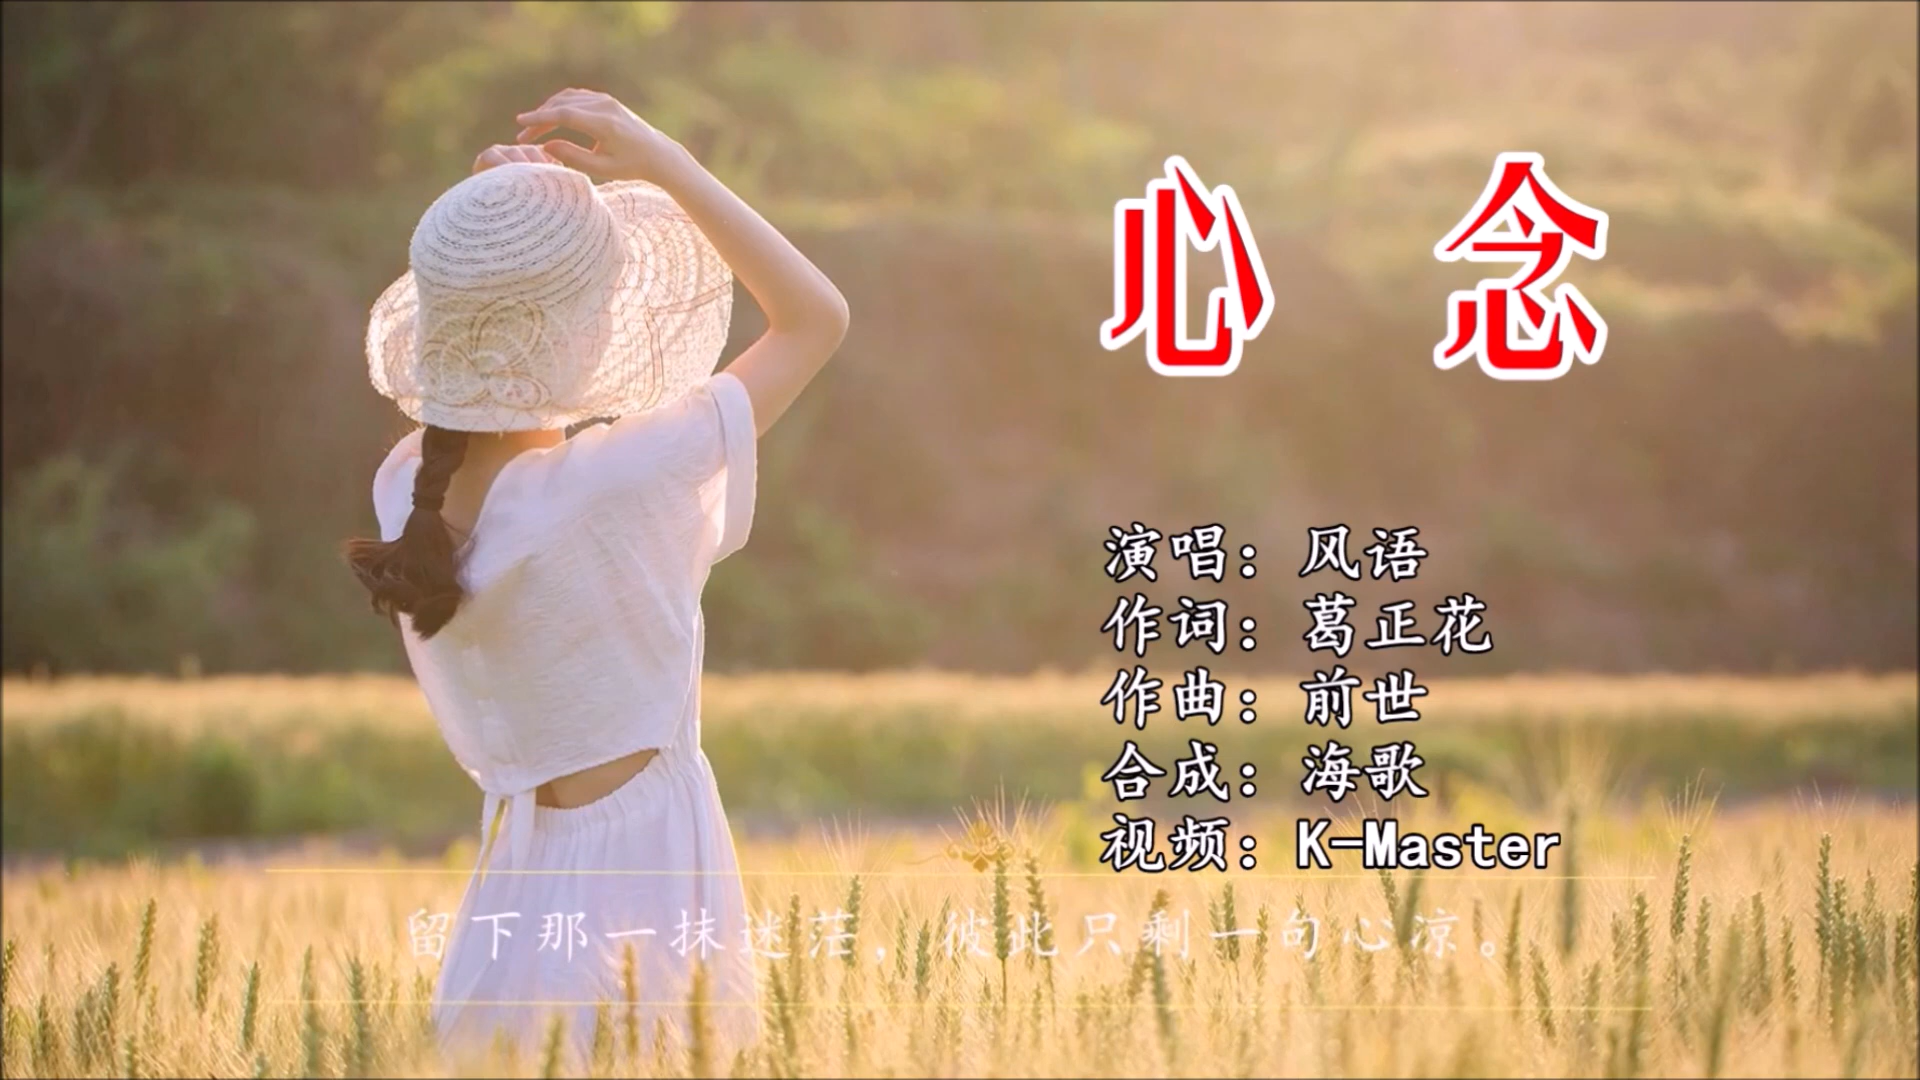 心 念
演唱：风语
作词：葛正花
作曲：前世
合成：海歌
视频：K-Master
留下那一抹迷茫，彼此只剩一句心凉。